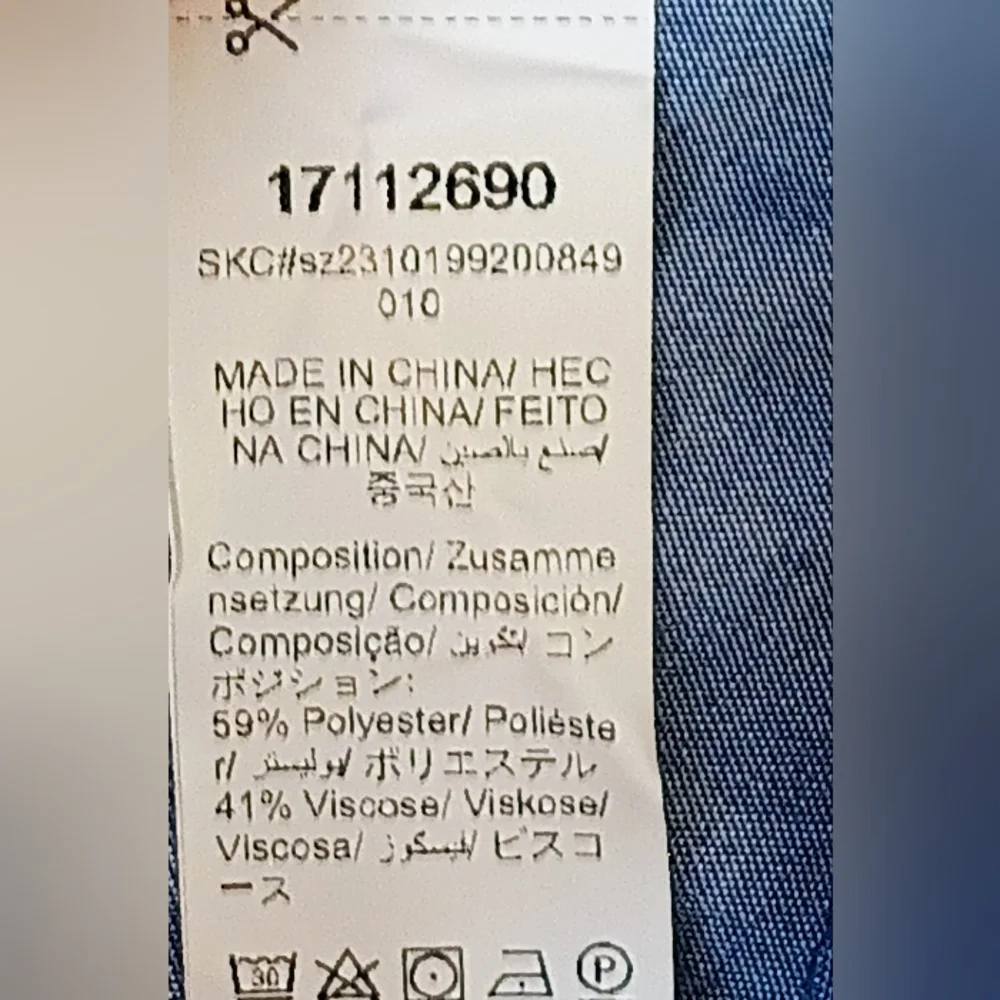 17112690
SKC#sz2310199200849
010
MADE IN CHINA/ HEC
HO EN CHINA/ FEITO
NA CHINA/ صنع بالصين/
중국산
Composition/ Zusamme
nsetzung/ Composición/
Composição/ تكوين/ コン
ポジション:
59% Polyester/ Poliéste
r/ بوليستر/ ポリエステル
41% Viscose/ Viskose/
Viscosa/ فيسكوز/ ビスコ
ース
30
P